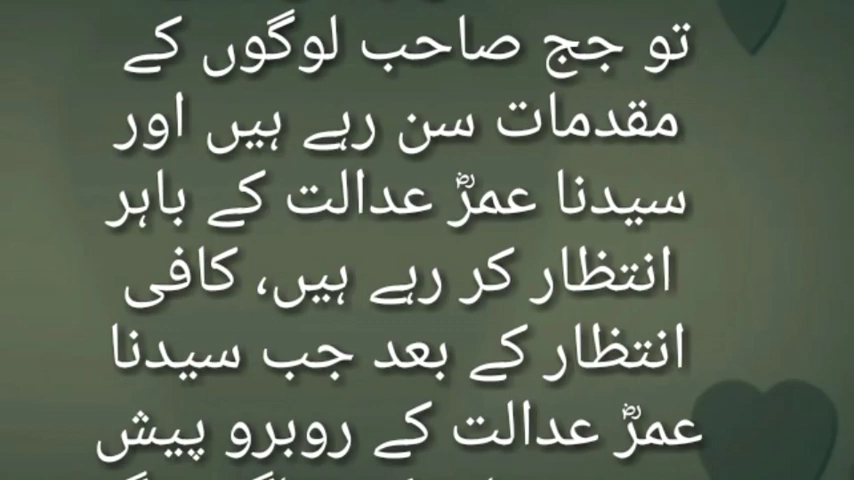 تو جج صاحب لوگوں کے
مقدمات سن رہے ہیں اور
سیدنا عمرؓ عدالت کے باہر
انتظار کر رہے ہیں، کافی
انتظار کے بعد جب سیدنا
عمرؓ عدالت کے روبرو پیش